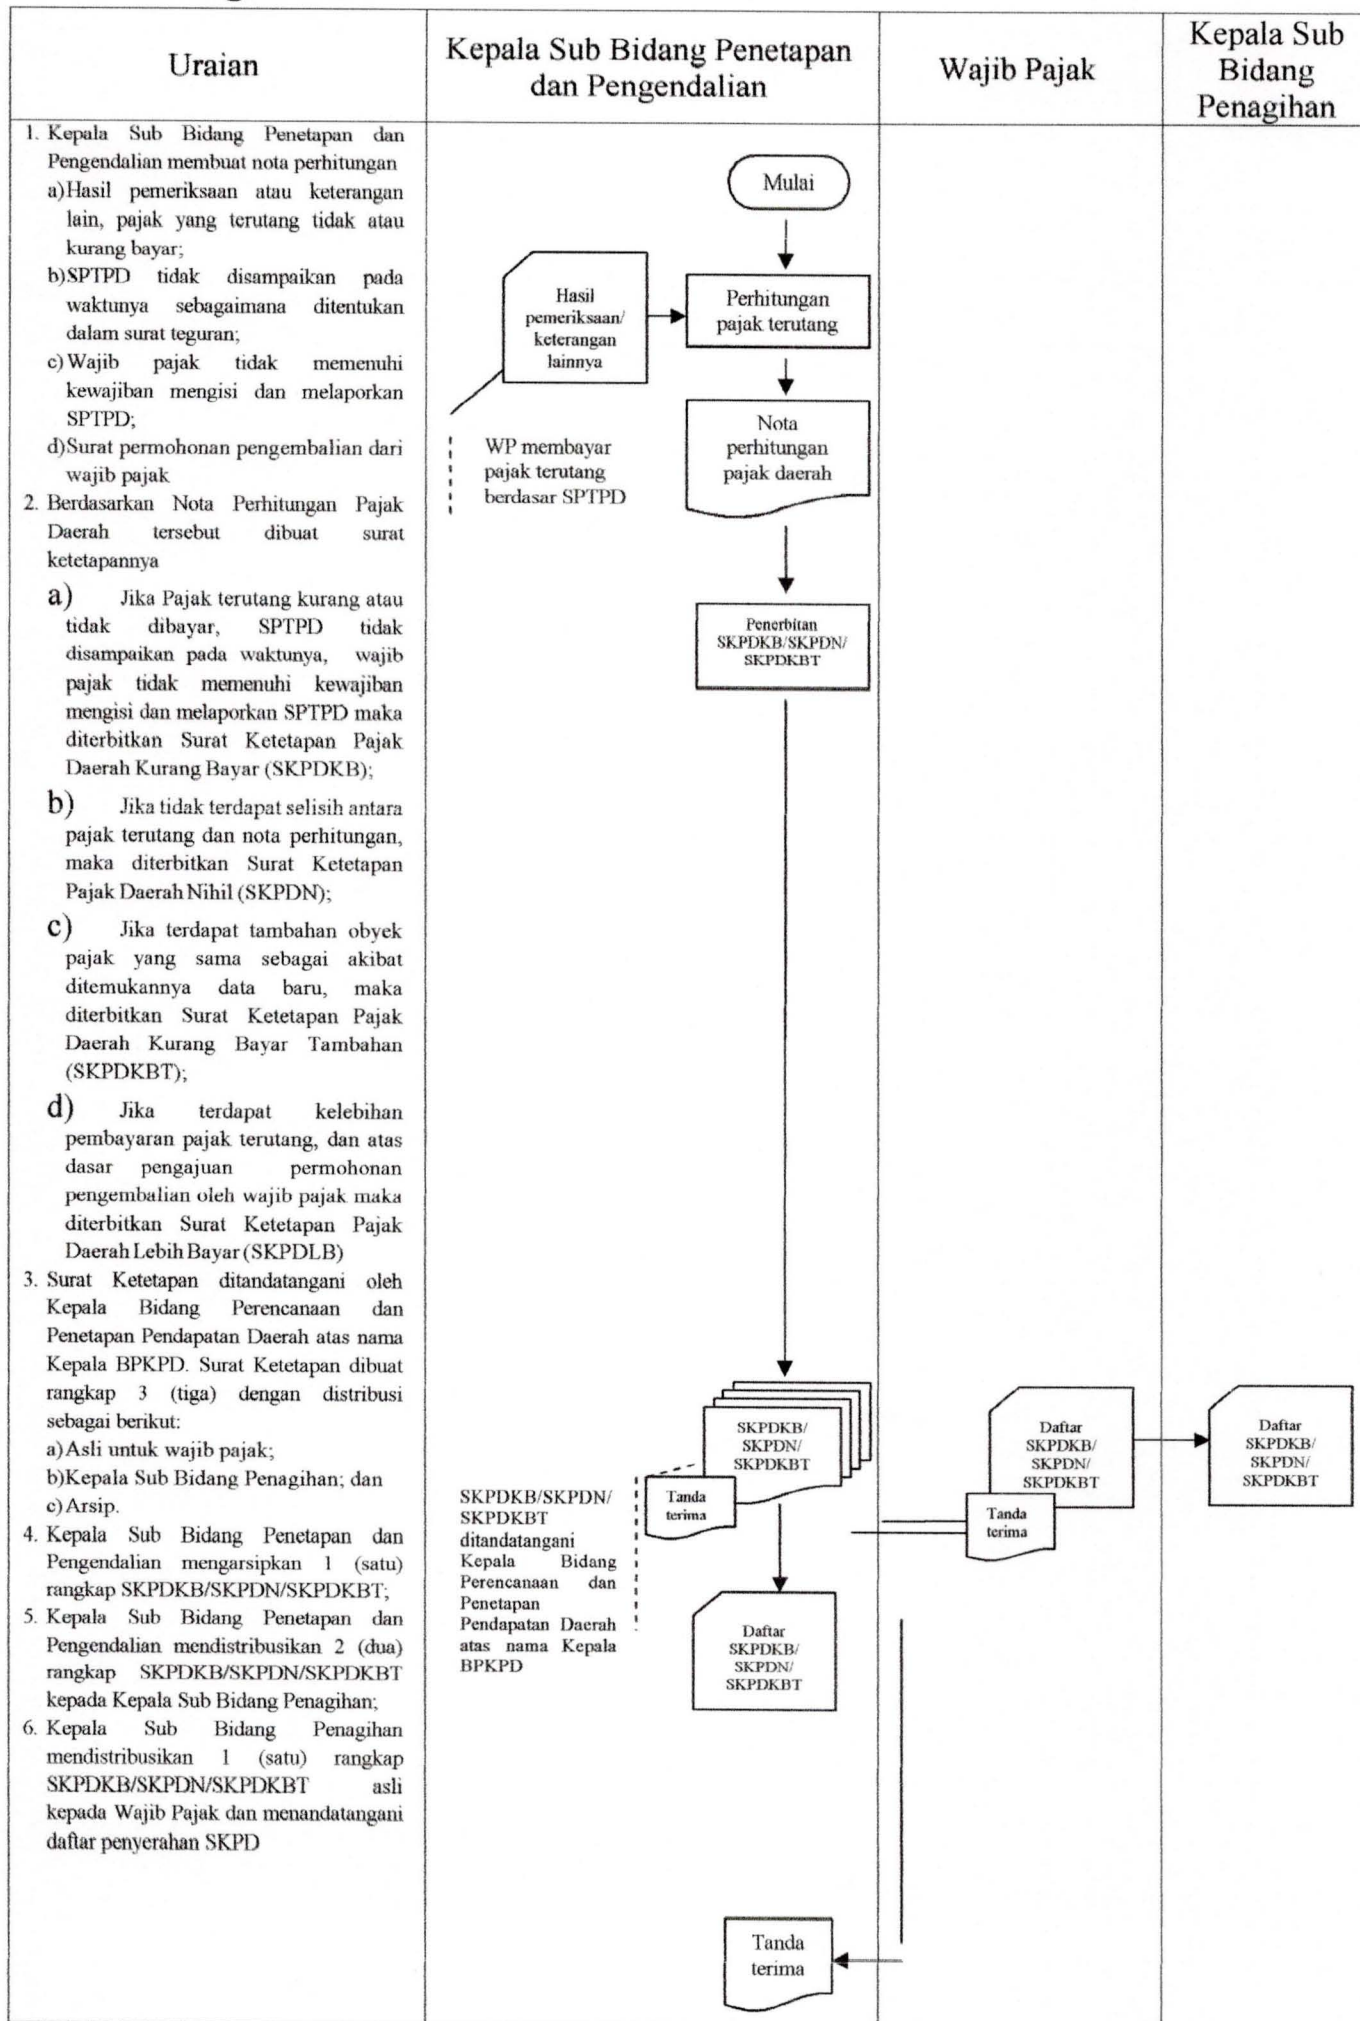 Uraian
Kepala Sub Bidang Penetapan
dan Pengendalian
Wajib Pajak
Kepala Sub
Bidang
Penagihan
1. Kepala Sub Bidang Penetapan dan
Pengendalian membuat nota perhitungan
a)Hasil pemeriksaan atau keterangan
lain, pajak yang terutang tidak atau
kurang bayar;
b)SPTPD tidak disampaikan pada
waktunya sebagaimana ditentukan
dalam surat teguran;
c) Wajib pajak tidak memenuhi
kewajiban mengisi dan melaporkan
SPTPD;
d)Surat permohonan pengembalian dari
wajib pajak
2. Berdasarkan Nota Perhitungan Pajak
Daerah tersebut dibuat surat
ketetapannya
a) Jika Pajak terutang kurang atau
tidak dibayar, SPTPD tidak
disampaikan pada waktunya, wajib
pajak tidak memenuhi kewajiban
mengisi dan melaporkan SPTPD maka
diterbitkan Surat Ketetapan Pajak
Daerah Kurang Bayar (SKPDKB);
b) Jika tidak terdapat selisih antara
pajak terutang dan nota perhitungan,
maka diterbitkan Surat Ketetapan
Pajak Daerah Nihil (SKPDN);
c) Jika terdapat tambahan obyek
pajak yang sama sebagai akibat
ditemukannya data baru, maka
diterbitkan Surat Ketetapan Pajak
Daerah Kurang Bayar Tambahan
(SKPDKBT);
d) Jika terdapat kelebihan
pembayaran pajak terutang, dan atas
dasar pengajuan permohonan
pengembalian oleh wajib pajak maka
diterbitkan Surat Ketetapan Pajak
Daerah Lebih Bayar (SKPDLB)
3. Surat Ketetapan ditandatangani oleh
Kepala Bidang Perencanaan dan
Penetapan Pendapatan Daerah atas nama
Kepala BPKPD. Surat Ketetapan dibuat
rangkap 3 (tiga) dengan distribusi
sebagai berikut:
a)Asli untuk wajib pajak;
b)Kepala Sub Bidang Penagihan; dan
c)Arsip.
4. Kepala Sub Bidang Penetapan dan
Pengendalian mengarsipkan 1 (satu)
rangkap SKPDKB/SKPDN/SKPDKBT;
5. Kepala Sub Bidang Penetapan dan
Pengendalian mendistribusikan 2 (dua)
rangkap SKPDKB/SKPDN/SKPDKBT
kepada Kepala Sub Bidang Penagihan;
6. Kepala Sub Bidang Penagihan
mendistribusikan 1 (satu) rangkap
SKPDKB/SKPDN/SKPDKBT asli
kepada Wajib Pajak dan menandatangani
daftar penyerahan SKPD
Mulai
Hasil
pemeriksaan/
keterangan
lainnya
Perhitungan
pajak terutang
WP membayar
pajak terutang
berdasar SPTPD
Nota
perhitungan
pajak daerah
Penerbitan
SKPDKB/SKPDN/
SKPDKBT
SKPDKB/
SKPDN/
SKPDKBT
Tanda
terima
SKPDKB/SKPDN/
SKPDKBT
ditandatangani
Kepala Bidang
Perencanaan dan
Penetapan
Pendapatan Daerah
atas nama Kepala
BPKPD
Daftar
SKPDKB/
SKPDN/
SKPDKBT
Tanda
terima
Daftar
SKPDKB/
SKPDN/
SKPDKBT
Tanda
terima
Daftar
SKPDKB/
SKPDN/
SKPDKBT